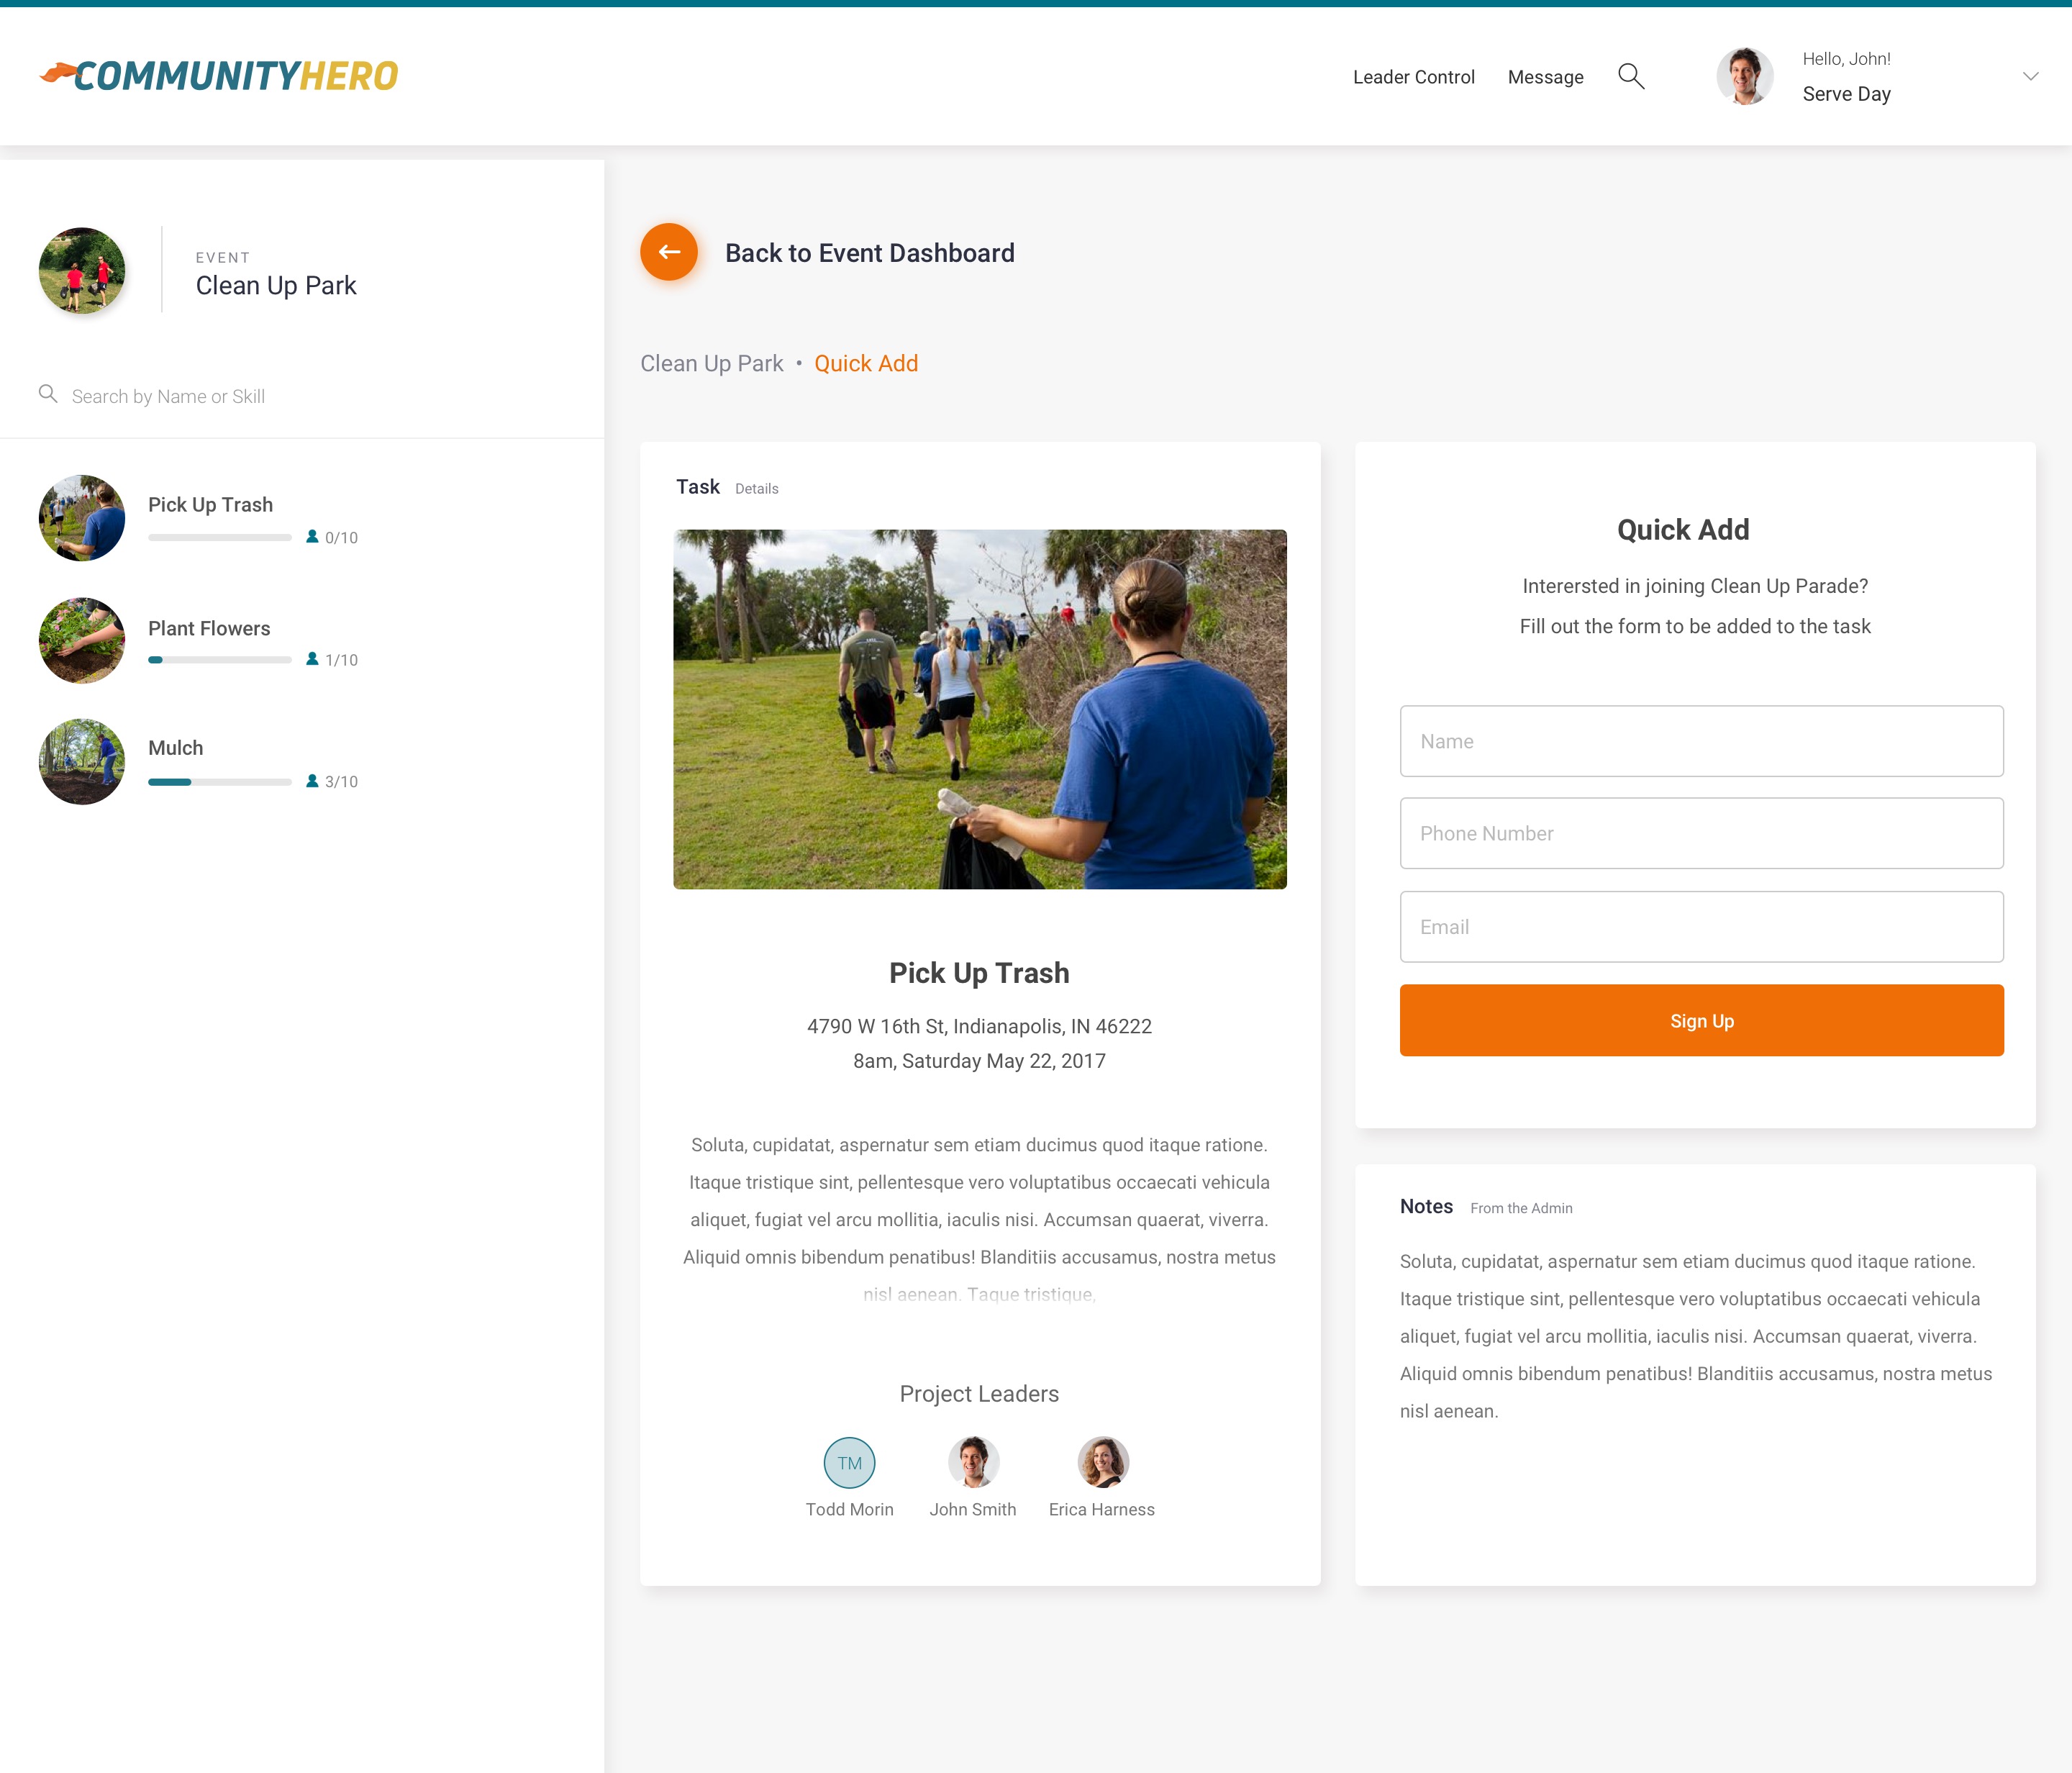 COMMUNITYHERO
Leader Control
Message
Hello, John!
Serve Day
EVENT
Clean Up Park
Search by Name or Skill
Pick Up Trash
0/10
Plant Flowers
1/10
Mulch
3/10
Back to Event Dashboard
Clean Up Park • Quick Add
Task Details
Pick Up Trash
4790 W 16th St, Indianapolis, IN 46222
8am, Saturday May 22, 2017
Soluta, cupidatat, aspernatur sem etiam ducimus quod itaque ratione.
Itaque tristique sint, pellentesque vero voluptatibus occaecati vehicula
aliquet, fugiat vel arcu mollitia, iaculis nisi. Accumsan quaerat, viverra.
Aliquid omnis bibendum penatibus! Blanditiis accusamus, nostra metus
nisl aenean. Taque tristique,
Project Leaders
TM
Todd Morin
John Smith
Erica Harness
Quick Add
Interersted in joining Clean Up Parade?
Fill out the form to be added to the task
Name
Phone Number
Email
Sign Up
Notes From the Admin
Soluta, cupidatat, aspernatur sem etiam ducimus quod itaque ratione.
Itaque tristique sint, pellentesque vero voluptatibus occaecati vehicula
aliquet, fugiat vel arcu mollitia, iaculis nisi. Accumsan quaerat, viverra.
Aliquid omnis bibendum penatibus! Blanditiis accusamus, nostra metus
nisl aenean.